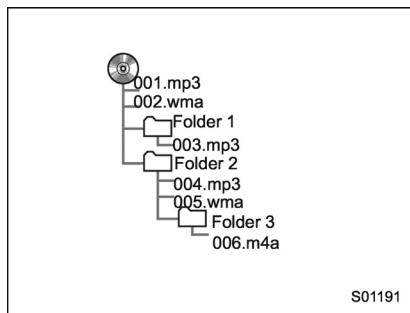 001.mp3
002.wma
Folder 1
003.mp3
Folder 2
004.mp3
005.wma
Folder 3
006.m4a
S01191